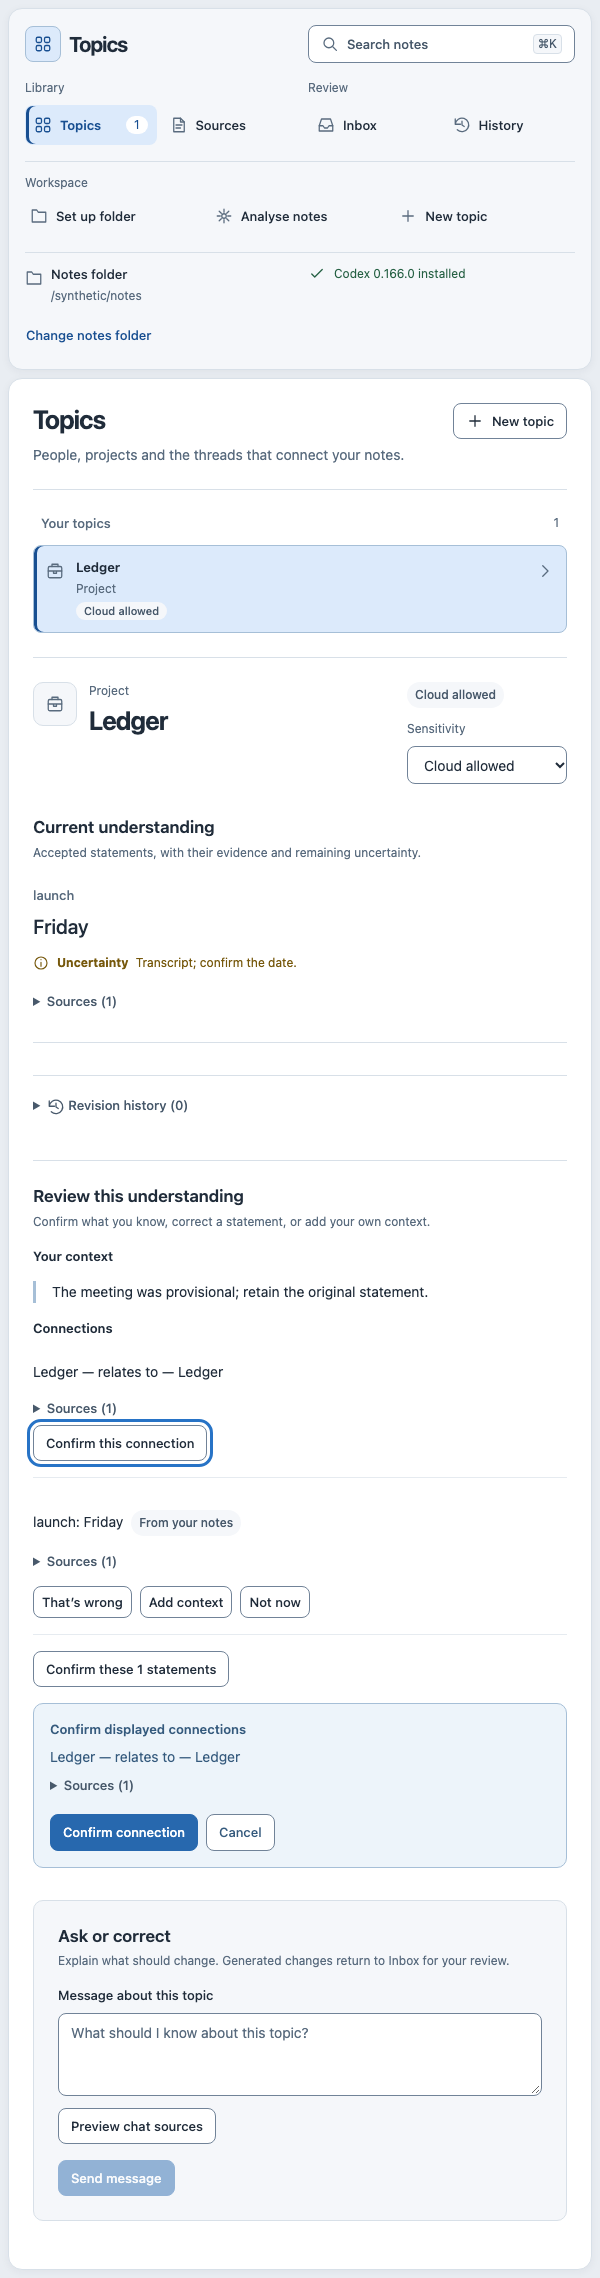 Topics
Search notes
⌘K
Library
Review
Topics
1
Sources
Inbox
History
Workspace
Set up folder
Analyse notes
New topic
Notes folder
/synthetic/notes
Codex 0.166.0 installed
Change notes folder
Topics
New topic
People, projects and the threads that connect your notes.
Your topics
1
Ledger
Project
Cloud allowed
Project
Ledger
Cloud allowed
Sensitivity
Cloud allowed
Current understanding
Accepted statements, with their evidence and remaining uncertainty.
launch
Friday
Uncertainty Transcript; confirm the date.
Sources (1)
Revision history (0)
Review this understanding
Confirm what you know, correct a statement, or add your own context.
Your context
The meeting was provisional; retain the original statement.
Connections
Ledger — relates to — Ledger
Sources (1)
Confirm this connection
launch: Friday From your notes
Sources (1)
That’s wrong
Add context
Not now
Confirm these 1 statements
Confirm displayed connections
Ledger — relates to — Ledger
Sources (1)
Confirm connection
Cancel
Ask or correct
Explain what should change. Generated changes return to Inbox for your review.
Message about this topic
What should I know about this topic?
Preview chat sources
Send message